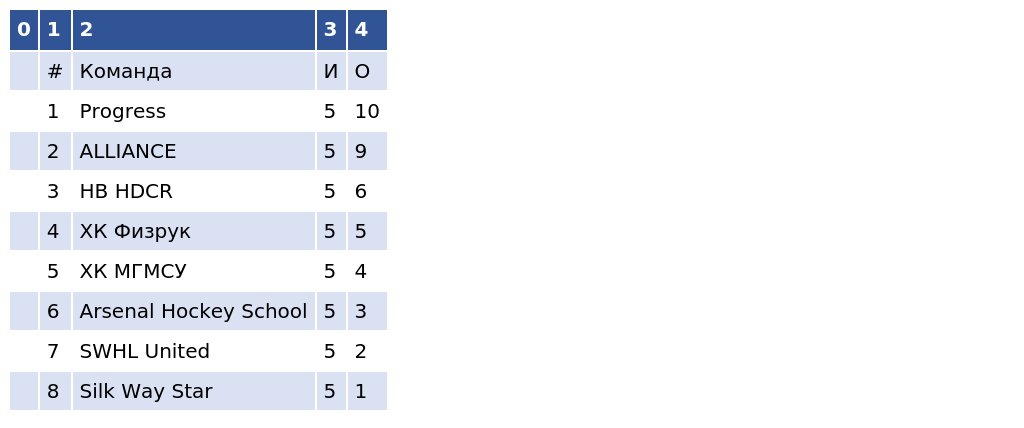 0 1 2 3 4
# Команда И О
1 Progress 5 10
2 ALLIANCE 5 9
3 HB HDCR 5 6
4 ХК Физрук 5 5
5 ХК МГМСУ 5 4
6 Arsenal Hockey School 5 3
7 SWHL United 5 2
8 Silk Way Star 5 1